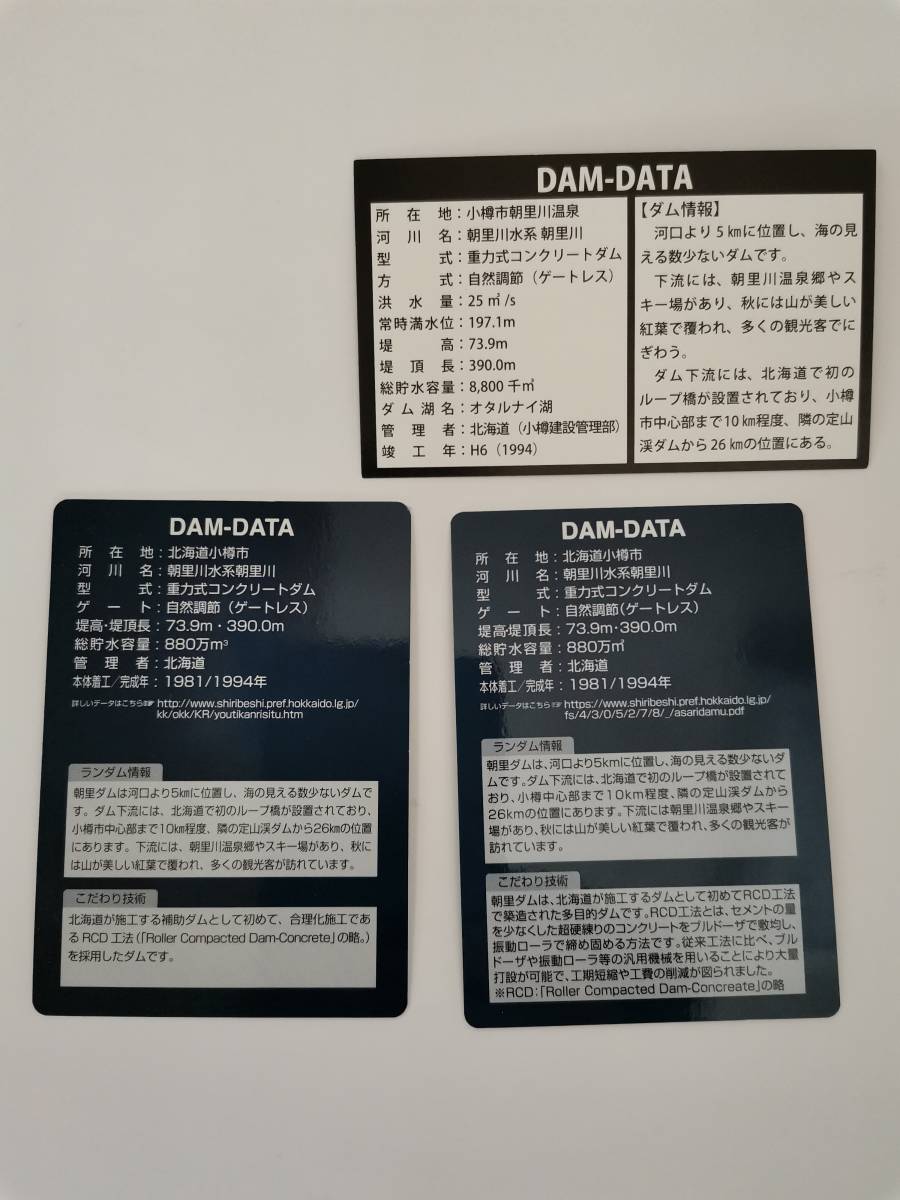 DAM-DATA
所在地：小樽市朝里川温泉
河川名：朝里川水系 朝里川
型式：重力式コンクリートダム
方式：自然調節（ゲートレス）
洪水量：25㎥/s
常時満水位：197.1m
堤高：73.9m
堤頂長：390.0m
総貯水容量：8,800千㎥
ダム湖名：オタルナイ湖
管理者：北海道（小樽建設管理部）
竣工年：H6（1994）
【ダム情報】
河口より5㎞に位置し、海の見
える数少ないダムです。
下流には、朝里川温泉郷やス
キー場があり、秋には山が美しい
紅葉で覆われ、多くの観光客でに
ぎわう。
ダム下流には、北海道で初の
ループ橋が設置されており、小樽
市中心部まで10㎞程度、隣の定山
渓ダムから26㎞の位置にある。
DAM-DATA
所在地：北海道小樽市
河川名：朝里川水系朝里川
型式：重力式コンクリートダム
ゲート：自然調節（ゲートレス）
堤高・堤頂長：73.9m・390.0m
総貯水容量：880万m³
管理者：北海道
本体着工/完成年：1981/1994年
詳しいデータはこちら☞ http://www.shiribeshi.pref.hokkaido.lg.jp/
kk/okk/KR/youtikanrisitu.htm
ランダム情報
朝里ダムは河口より5㎞に位置し、海の見える数少ないダムで
す。ダム下流には、北海道で初のループ橋が設置されており、
小樽市中心部まで10㎞程度、隣の定山渓ダムから26㎞の位置
にあります。下流には、朝里川温泉郷やスキー場があり、秋に
は山が美しい紅葉で覆われ、多くの観光客が訪れています。
こだわり技術
北海道が施工する補助ダムとして初めて、合理化施工であ
るRCD工法（「Roller Compacted Dam-Concrete」の略。）
を採用したダムです。
DAM-DATA
所在地：北海道小樽市
河川名：朝里川水系朝里川
型式：重力式コンクリートダム
ゲート：自然調節（ゲートレス）
堤高・堤頂長：73.9m・390.0m
総貯水容量：880万㎥
管理者：北海道
本体着工/完成年：1981/1994年
詳しいデータはこちら☞ https://www.shiribeshi.pref.hokkaido.lg.jp/
fs/4/3/0/5/2/7/8/_/asaridamu.pdf
ランダム情報
朝里ダムは、河口より5kmに位置し、海の見える数少ないダ
ムです。ダム下流には、北海道で初のループ橋が設置されて
おり、小樽中心部まで10km程度、隣の定山渓ダムから
26kmの位置にあります。下流には朝里川温泉郷やスキー
場があり、秋には山が美しい紅葉で覆われ、多くの観光客が
訪れています。
こだわり技術
朝里ダムは、北海道が施工するダムとして初めてRCD工法
で築造された多目的ダムです。RCD工法とは、セメントの量
を少なくした超硬練りのコンクリートをブルドーザで敷均し、
振動ローラで締め固める方法です。従来工法に比べ、ブル
ドーザや振動ローラ等の汎用機械を用いることにより大量
打設が可能で、工期短縮や工費の削減が図られました。
※RCD：「Roller Compacted Dam-Concreate」の略